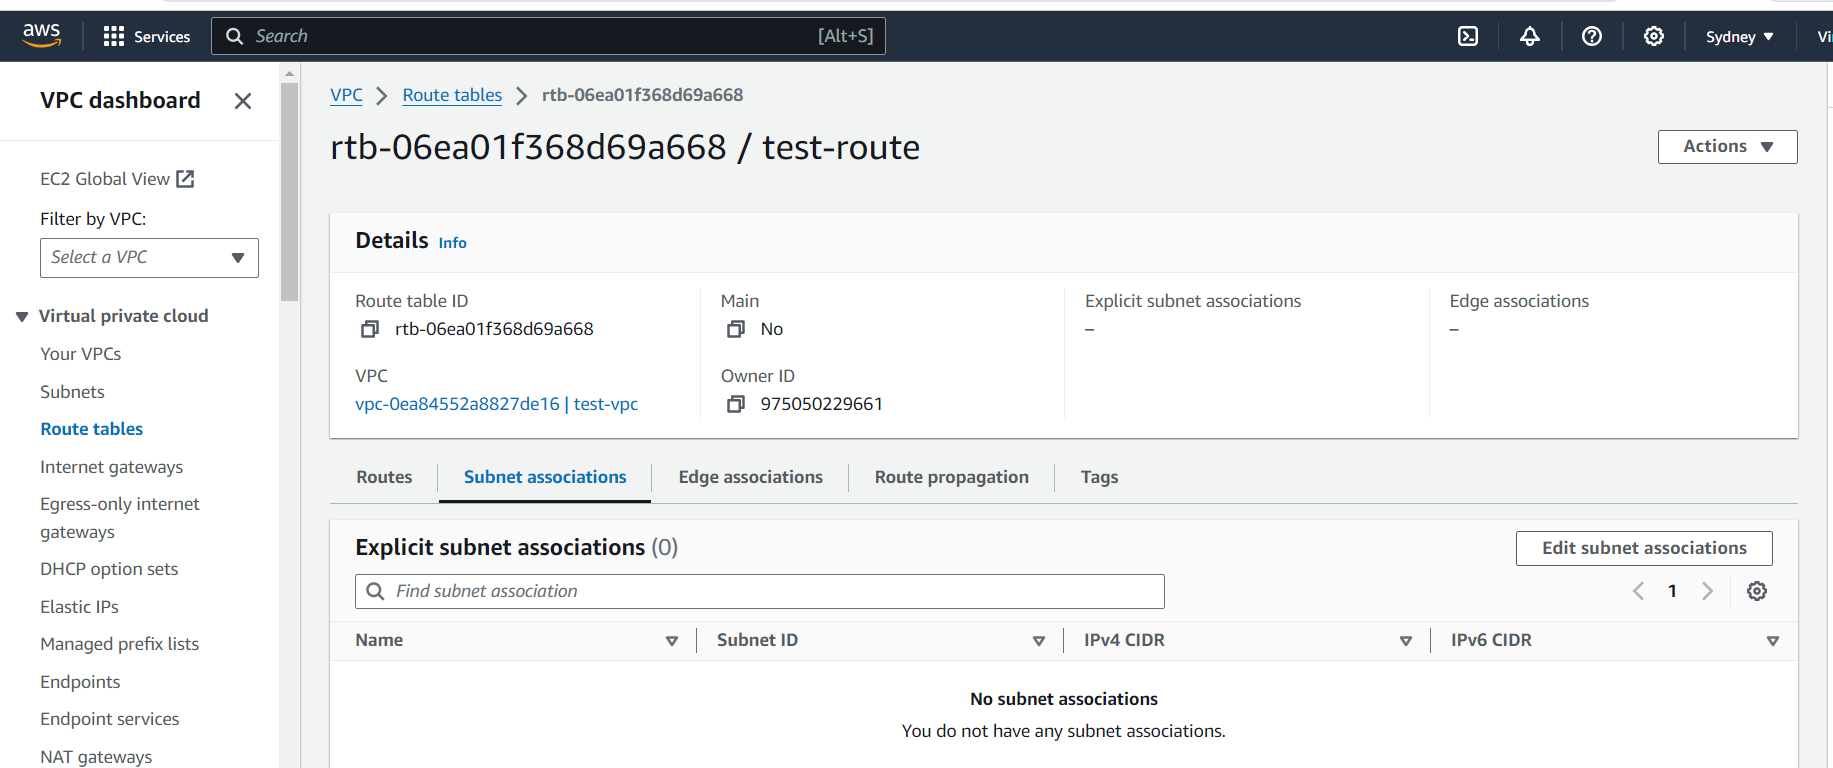 aws
Services
Search
[Alt+S]
Sydney
VPC dashboard
EC2 Global View
Filter by VPC:
Select a VPC
Virtual private cloud
Your VPCs
Subnets
Route tables
Internet gateways
Egress-only internet
gateways
DHCP option sets
Elastic IPs
Managed prefix lists
Endpoints
Endpoint services
NAT gateways
VPC
Route tables
rtb-06ea01f368d69a668
rtb-06ea01f368d69a668 / test-route
Actions
Details Info
Route table ID
rtb-06ea01f368d69a668
Main
No
Explicit subnet associations
–
Edge associations
–
VPC
vpc-0ea84552a8827de16 | test-vpc
Owner ID
975050229661
Routes
Subnet associations
Edge associations
Route propagation
Tags
Explicit subnet associations (0)
Edit subnet associations
Find subnet association
1
Name
Subnet ID
IPv4 CIDR
IPv6 CIDR
No subnet associations
You do not have any subnet associations.